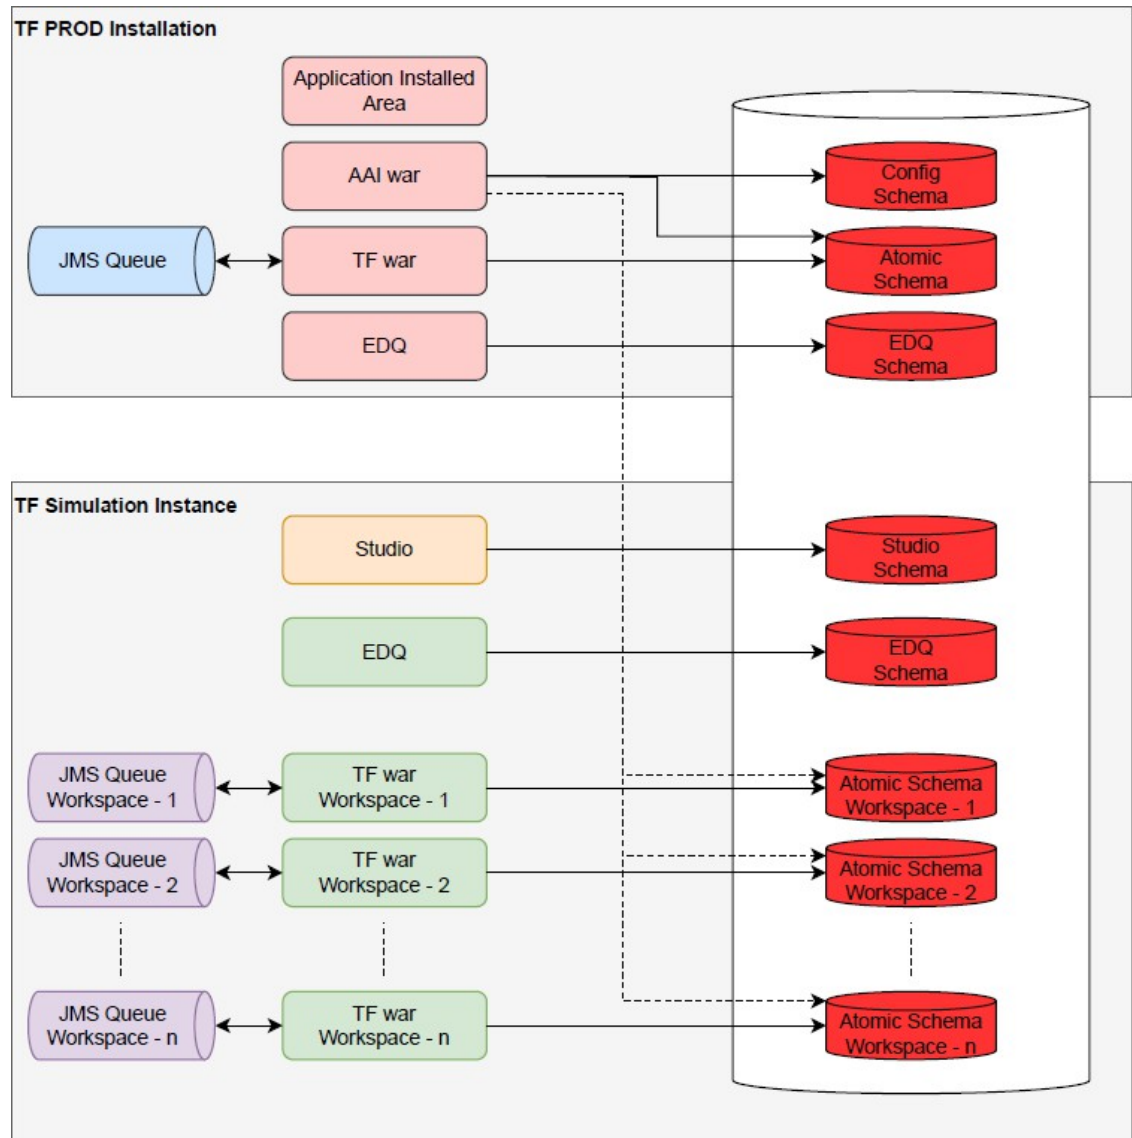 TF PROD Installation
Application Installed
Area
AAI war
Config
Schema
JMS Queue
TF war
Atomic
Schema
EDQ
EDQ
Schema
TF Simulation Instance
Studio
Studio
Schema
EDQ
EDQ
Schema
JMS Queue
Workspace - 1
TF war
Workspace - 1
Atomic Schema
Workspace - 1
JMS Queue
Workspace - 2
TF war
Workspace - 2
Atomic Schema
Workspace - 2
JMS Queue
Workspace - n
TF war
Workspace - n
Atomic Schema
Workspace - n